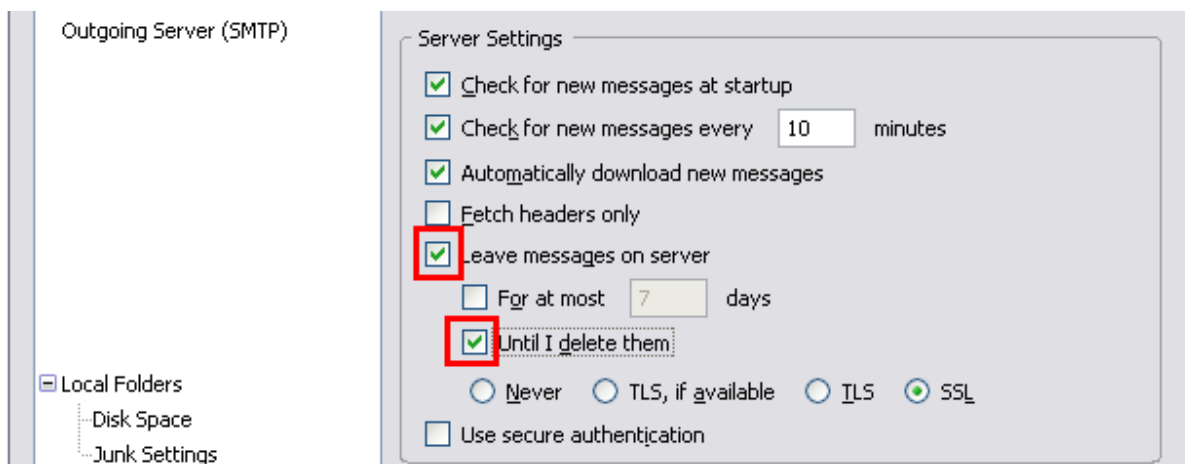 Outgoing Server (SMTP)
Server Settings
Check for new messages at startup
Check for new messages every 10 minutes
Automatically download new messages
Fetch headers only
Leave messages on server
For at most 7 days
Until I delete them
Never TLS, if available TLS SSL
Use secure authentication
Local Folders
Disk Space
Junk Settings